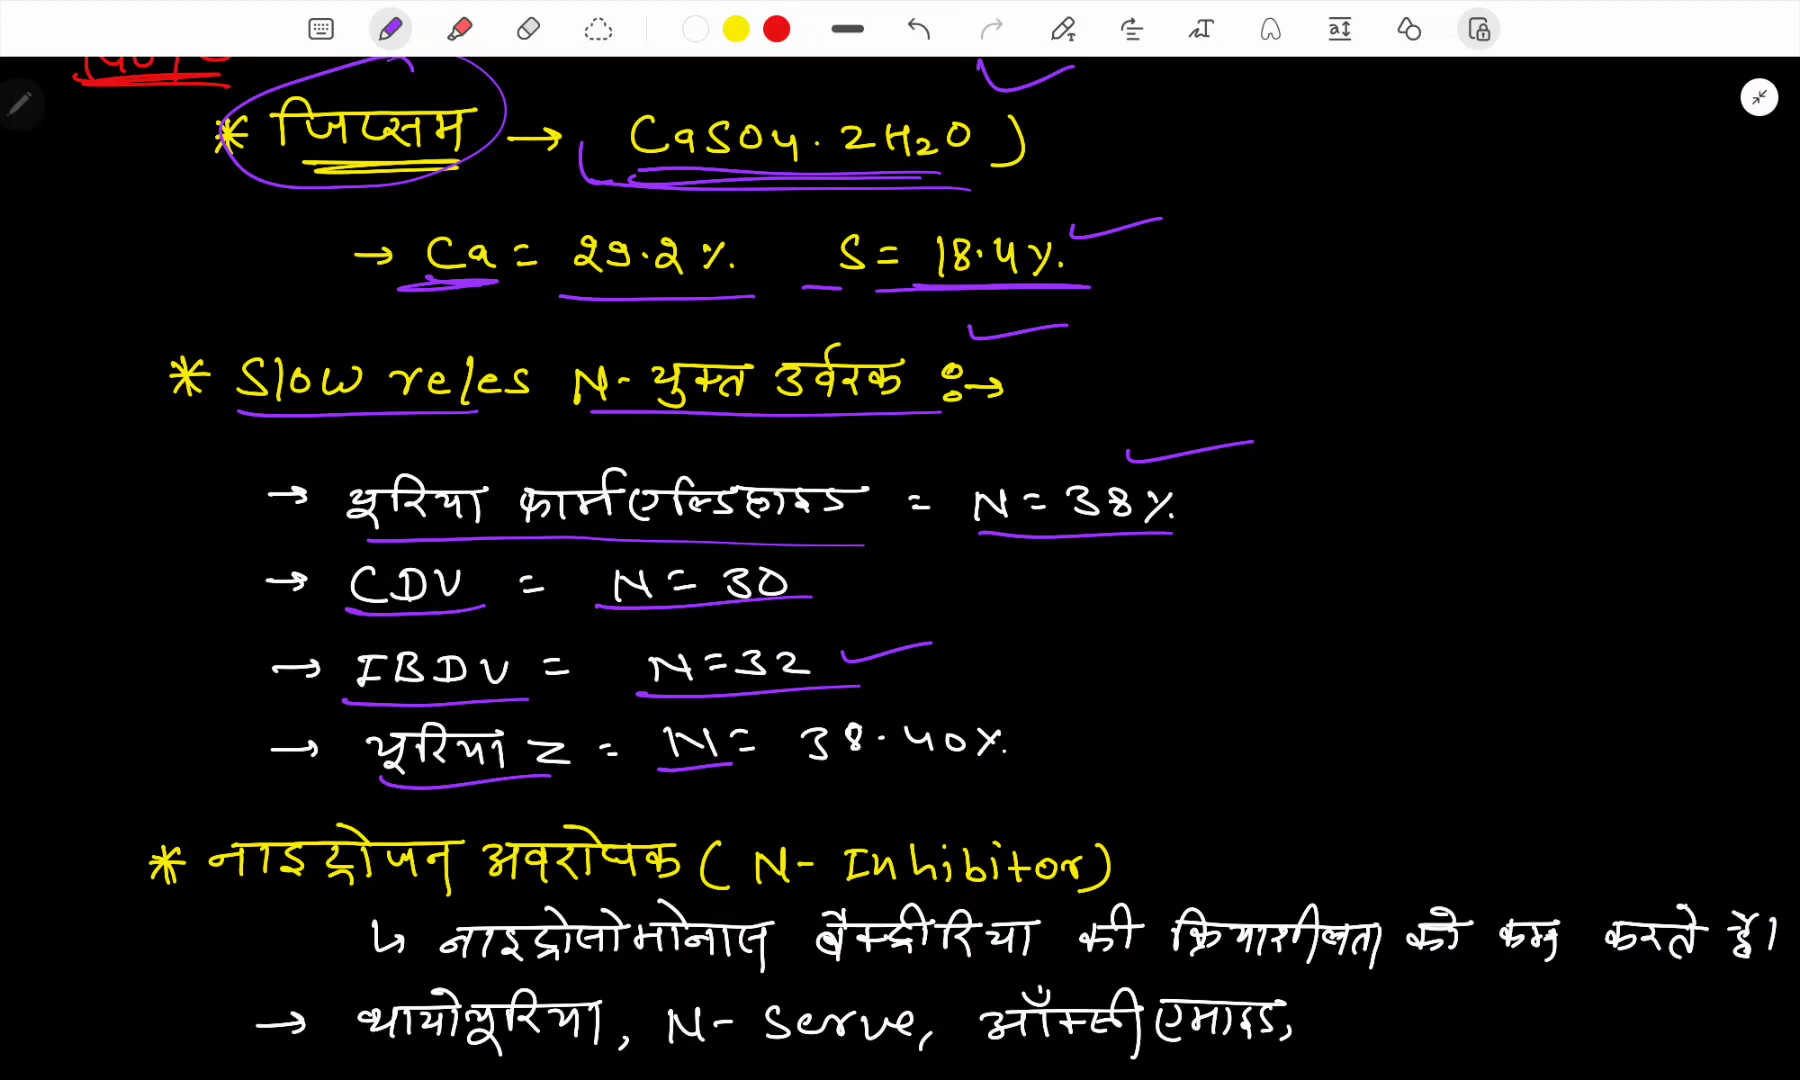 * जिप्सम → CaSO4.2H2O)
→ Ca = 29.2%. S = 18.4%.
* Slow reles N-युक्त उर्वरक :→
→ यूरिया फार्मएल्डिहाइड = N = 38%
→ CDU = N = 30
→ IBDU = N = 32
→ यूरिया Z = N = 38.40%.
* नाइट्रोजन अवरोधक (N- Inhibitor)
↳ नाइट्रोसोमोनास बैक्टीरिया की क्रियाशीलता को कम करते हैं।
→ थायोयूरिया, N- Serve, ऑक्सीएमाइड,